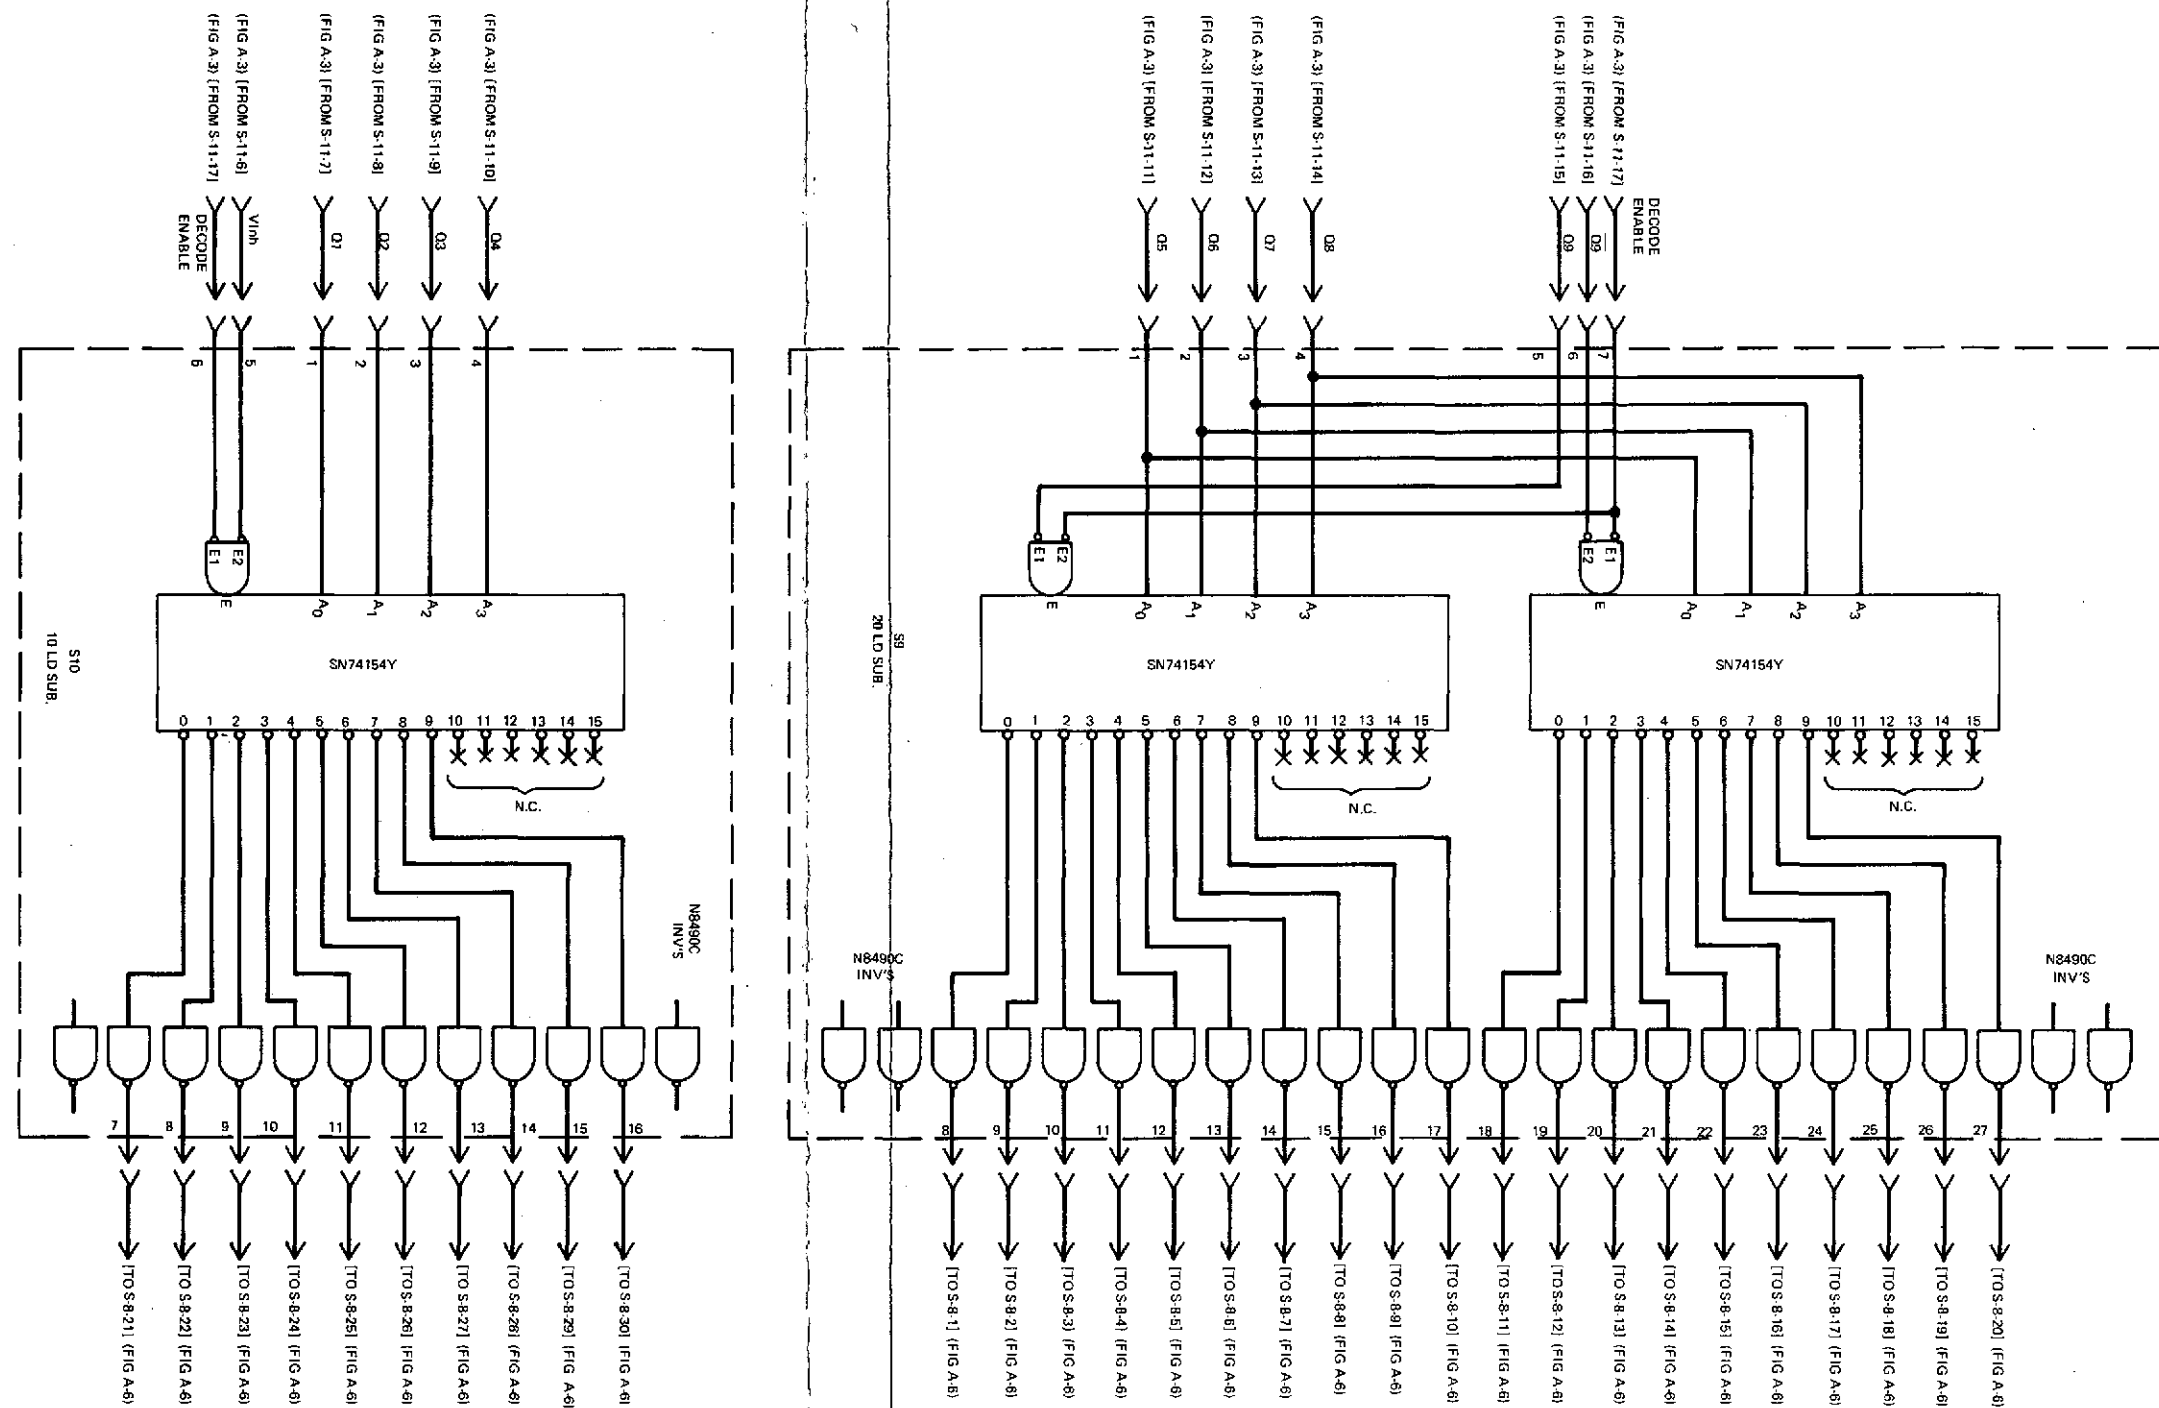 (FIG A-3) [FROM S-11-17]
(FIG A-3) [FROM S-11-6]
(FIG A-3) [FROM S-11-7]
(FIG A-3) [FROM S-11-8]
(FIG A-3) [FROM S-11-9]
(FIG A-3) [FROM S-11-10]
(FIG A-3) [FROM S-11-11]
(FIG A-3) [FROM S-11-12]
(FIG A-3) [FROM S-11-13]
(FIG A-3) [FROM S-11-14]
(FIG A-3) [FROM S-11-15]
(FIG A-3) [FROM S-11-16]
(FIG A-3) [FROM S-11-17]
DECODE
ENABLE
VInh
Q1
Q2
Q3
Q4
Q5
Q6
Q7
Q8
Q9
Q9
DECODE
ENABLE
6 5 1 2 3 4
1 2 3 4 5 6 7
E1 E2
E1 E2
E2 E1
E A0 A1 A2 A3
E A0 A1 A2 A3
E A0 A1 A2 A3
S10
10 LD SUB.
SN74154Y
S9
20 LD SUB.
SN74154Y
SN74154Y
0 1 2 3 4 5 6 7 8 9 10 11 12 13 14 15
0 1 2 3 4 5 6 7 8 9 10 11 12 13 14 15
0 1 2 3 4 5 6 7 8 9 10 11 12 13 14 15
N.C.
N.C.
N.C.
N8490C
INV'S
N8490C
INV'S
N8490C
INV'S
7 8 9 10 11 12 13 14 15 16
8 9 10 11 12 13 14 15 16 17 18 19 20 21 22 23 24 25 26 27
[TO S-8-21] (FIG A-6)
[TO S-8-22] (FIG A-6)
[TO S-8-23] (FIG A-6)
[TO S-8-24] (FIG A-6)
[TO S-8-25] (FIG A-6)
[TO S-8-26] (FIG A-6)
[TO S-8-27] (FIG A-6)
[TO S-8-28] (FIG A-6)
[TO S-8-29] (FIG A-6)
[TO S-8-30] (FIG A-6)
[TO S-8-1] (FIG A-6)
[TO S-8-2] (FIG A-6)
[TO S-8-3] (FIG A-6)
[TO S-8-4] (FIG A-6)
[TO S-8-5] (FIG A-6)
[TO S-8-6] (FIG A-6)
[TO S-8-7] (FIG A-6)
[TO S-8-8] (FIG A-6)
[TO S-8-9] (FIG A-6)
[TO S-8-10] (FIG A-6)
[TO S-8-11] (FIG A-6)
[TO S-8-12] (FIG A-6)
[TO S-8-13] (FIG A-6)
[TO S-8-14] (FIG A-6)
[TO S-8-15] (FIG A-6)
[TO S-8-16] (FIG A-6)
[TO S-8-17] (FIG A-6)
[TO S-8-18] (FIG A-6)
[TO S-8-19] (FIG A-6)
[TO S-8-20] (FIG A-6)